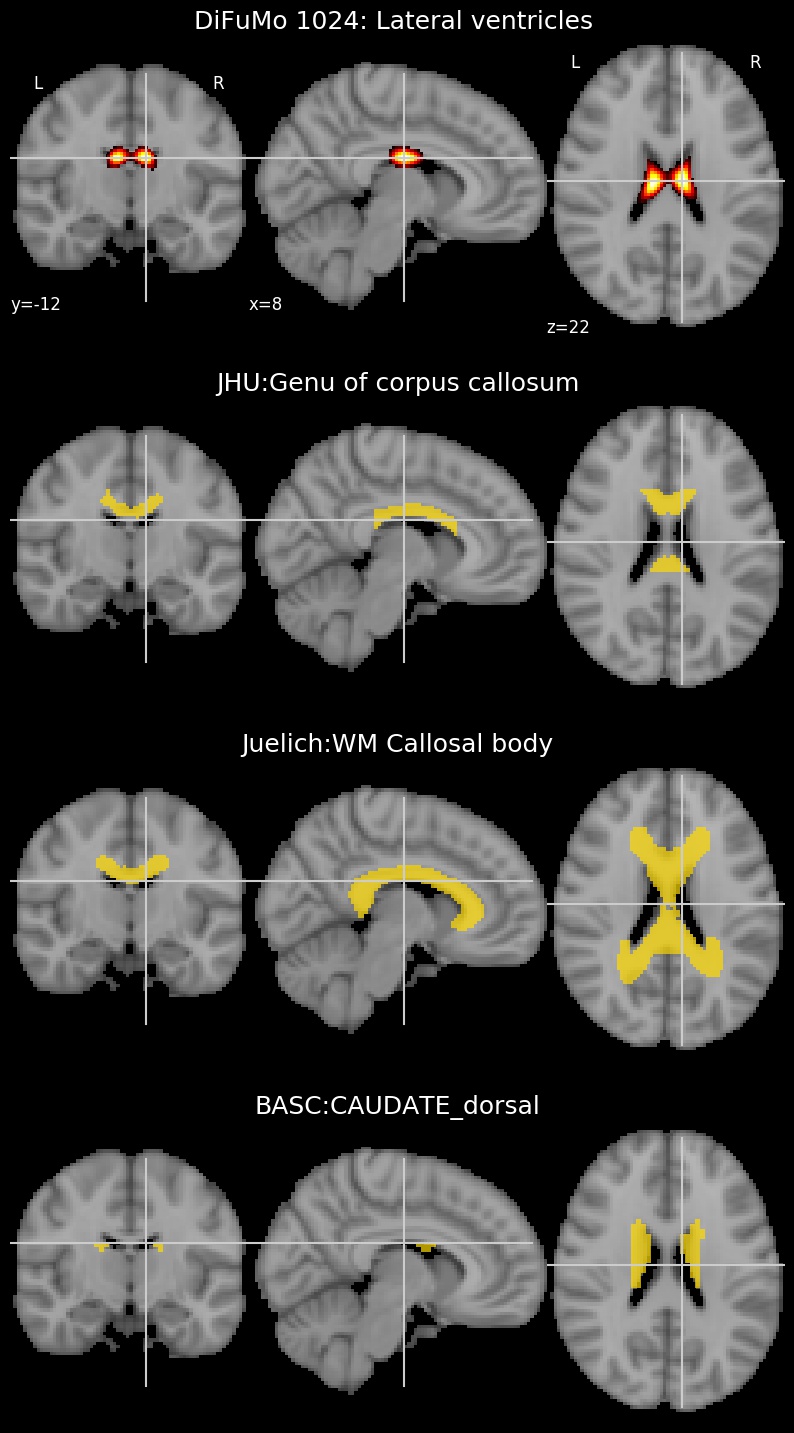 DiFuMo 1024: Lateral ventricles
L R
L R
y=-12 x=8 z=22
JHU:Genu of corpus callosum
Juelich:WM Callosal body
BASC:CAUDATE_dorsal